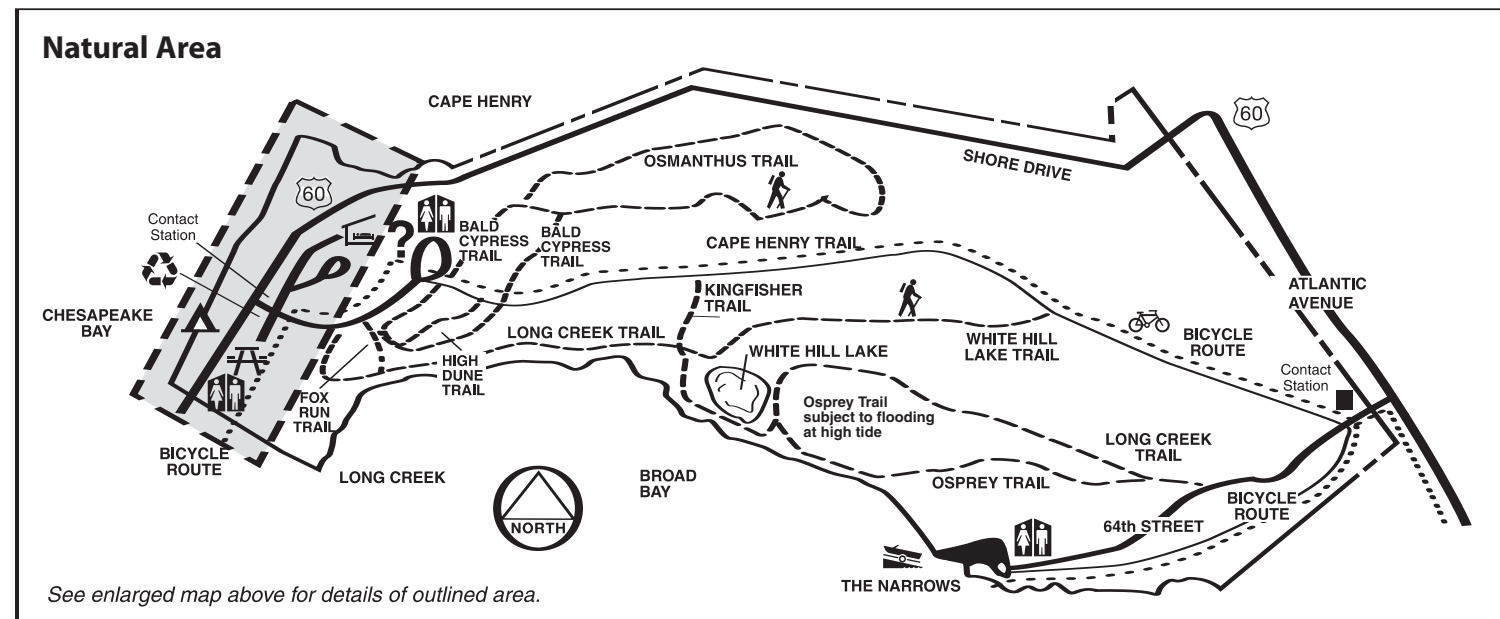 Natural Area
CAPE HENRY
60
OSMANTHUS TRAIL
SHORE DRIVE
60
Contact
Station
?
BALD
CYPRESS
TRAIL
BALD
CYPRESS
TRAIL
CAPE HENRY TRAIL
CHESAPEAKE
BAY
KINGFISHER
TRAIL
ATLANTIC
AVENUE
LONG CREEK TRAIL
WHITE HILL
LAKE TRAIL
BICYCLE
ROUTE
WHITE HILL LAKE
HIGH
DUNE
TRAIL
Contact
Station
FOX
RUN
TRAIL
Osprey Trail
subject to flooding
at high tide
BICYCLE
ROUTE
LONG CREEK
LONG CREEK
TRAIL
BROAD
BAY
OSPREY TRAIL
NORTH
64th STREET
BICYCLE
ROUTE
THE NARROWS
See enlarged map above for details of outlined area.